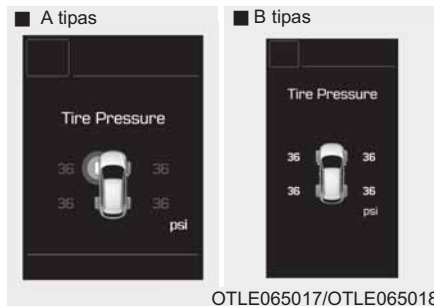 ■ A tipas
Tire Pressure
36 36
36 36
psi
■ B tipas
Tire Pressure
36 36
36 36
psi
OTLE065017/OTLE065018